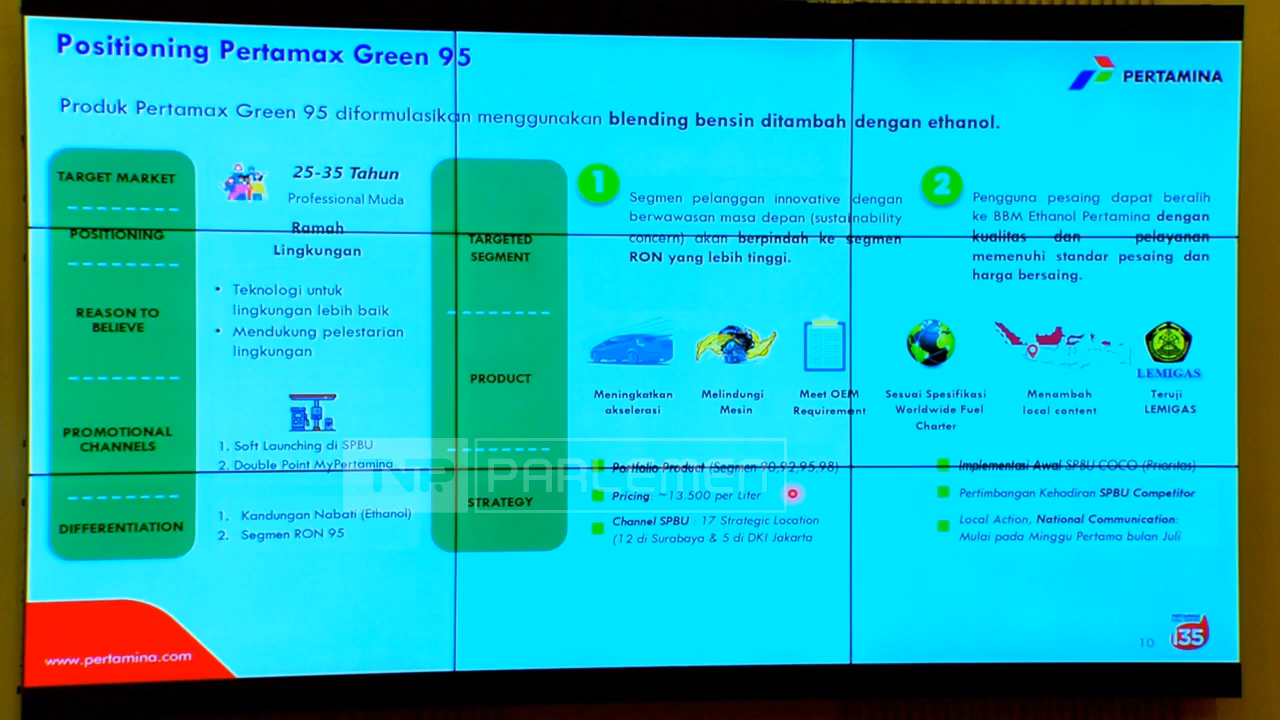 Positioning Pertamax Green 95
PERTAMINA
Produk Pertamax Green 95 diformulasikan menggunakan blending bensin ditambah dengan ethanol.
TARGET MARKET
25-35 Tahun
Professional Muda
POSITIONING
Ramah
Lingkungan
REASON TO
BELIEVE
• Teknologi untuk
lingkungan lebih baik
• Mendukung pelestarian
lingkungan
PROMOTIONAL
CHANNELS
1. Soft Launching di SPBU
2. Double Point MyPertamina
DIFFERENTIATION
1. Kandungan Nabati (Ethanol)
2. Segmen RON 95
TARGETED
SEGMENT
1
Segmen pelanggan innovative dengan
berwawasan masa depan (sustainability
concern) akan berpindah ke segmen
RON yang lebih tinggi.
2
Pengguna pesaing dapat beralih
ke BBM Ethanol Pertamina dengan
kualitas dan pelayanan
memenuhi standar pesaing dan
harga bersaing.
PRODUCT
Meningkatkan
akselerasi
Melindungi
Mesin
Meet OEM
Requirement
Sesuai Spesifikasi
Worldwide Fuel
Charter
Menambah
local content
LEMIGAS
Teruji
LEMIGAS
STRATEGY
Portfolio Product (Segmen 90,92,95,98)
Pricing: ~13.500 per Liter
Channel SPBU : 17 Strategic Location
(12 di Surabaya & 5 di DKI Jakarta
Implementasi Awal SPBU COCO (Prioritas)
Pertimbangan Kehadiran SPBU Competitor
Local Action, National Communication:
Mulai pada Minggu Pertama bulan Juli
PARLEMEN
www.pertamina.com
10
135